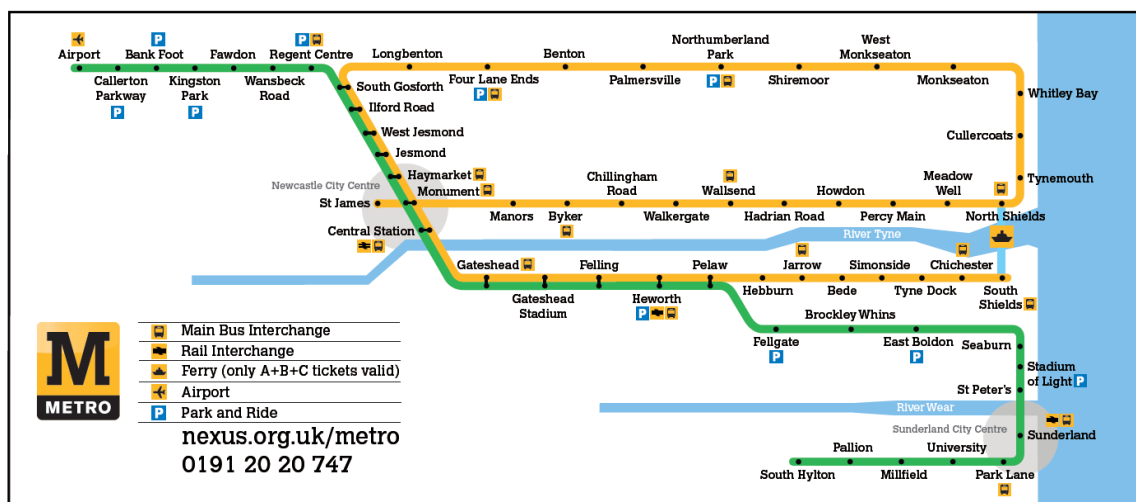 Airport
Bank Foot
Fawdon
Regent Centre
Callerton
Parkway
Kingston
Park
Wansbeck
Road
Longbenton
Four Lane Ends
Benton
Palmersville
Northumberland
Park
Shiremoor
West
Monkseaton
Monkseaton
South Gosforth
Ilford Road
West Jesmond
Jesmond
Haymarket
Monument
Whitley Bay
Cullercoats
Tynemouth
Newcastle City Centre
St James
Central Station
Manors
Byker
Chillingham
Road
Walkergate
Wallsend
Hadrian Road
Howdon
Percy Main
Meadow
Well
North Shields
River Tyne
Gateshead
Gateshead
Stadium
Felling
Heworth
Pelaw
Hebburn
Jarrow
Bede
Simonside
Tyne Dock
Chichester
South
Shields
Fellgate
Brockley Whins
East Boldon
Seaburn
Stadium
of Light
St Peter's
River Wear
Sunderland City Centre
Sunderland
South Hylton
Pallion
Millfield
University
Park Lane
M
METRO
Main Bus Interchange
Rail Interchange
Ferry (only A+B+C tickets valid)
Airport
P Park and Ride
nexus.org.uk/metro
0191 20 20 747